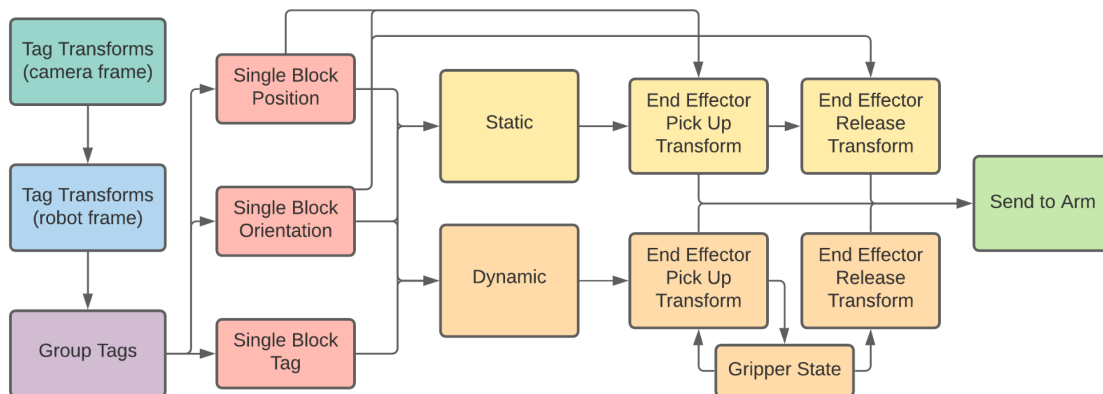 Tag Transforms
(camera frame)
Tag Transforms
(robot frame)
Group Tags
Single Block
Position
Single Block
Orientation
Single Block
Tag
Static
Dynamic
End Effector
Pick Up
Transform
End Effector
Release
Transform
End Effector
Pick Up
Transform
End Effector
Release
Transform
Gripper State
Send to Arm